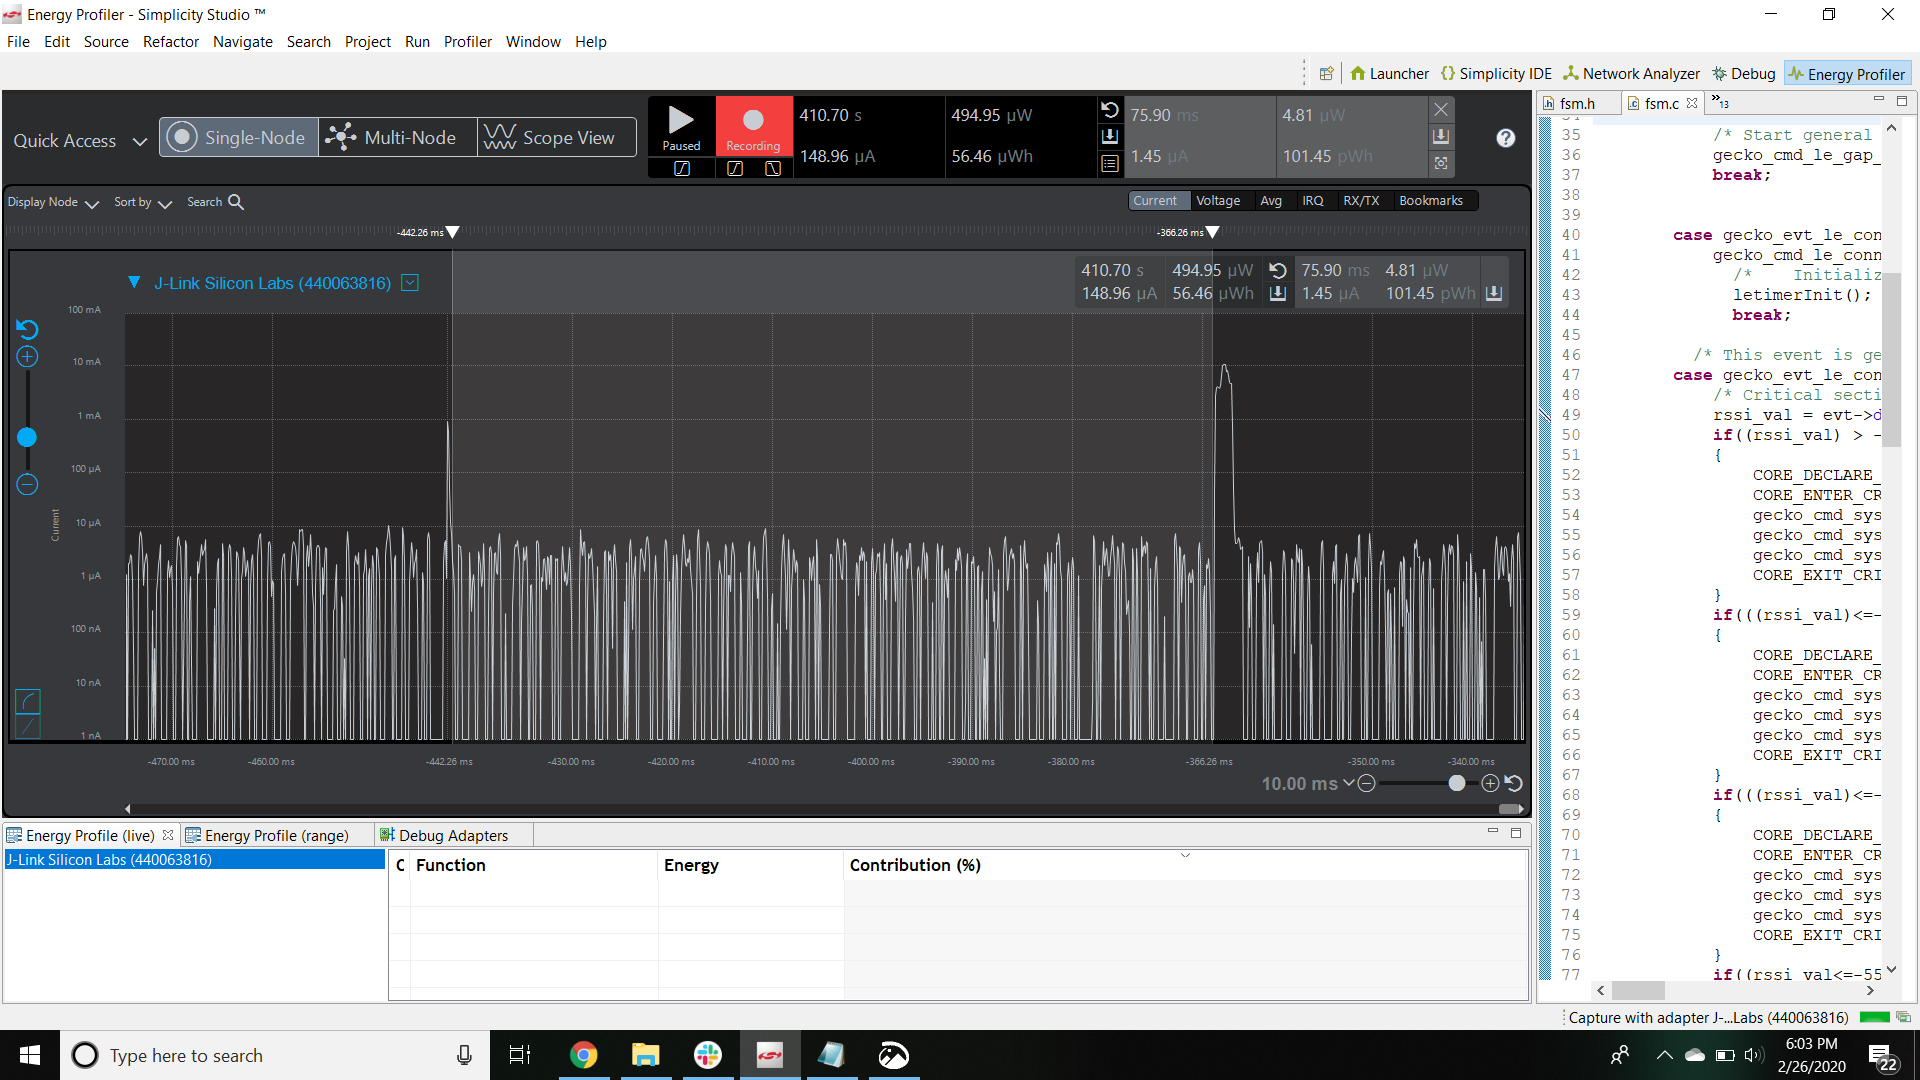 Energy Profiler - Simplicity Studio ™
File Edit Source Refactor Navigate Search Project Run Profiler Window Help
Launcher Simplicity IDE Network Analyzer Debug Energy Profiler
Quick Access Single-Node Multi-Node Scope View
Paused Recording
410.70 s 494.95 µW 75.90 ms 4.81 µW
148.96 µA 56.46 µWh 1.45 µA 101.45 pWh
Display Node Sort by Search
Current Voltage Avg IRQ RX/TX Bookmarks
-442.26 ms -366.26 ms
J-Link Silicon Labs (440063816)
410.70 s 494.95 µW 75.90 ms 4.81 µW
148.96 µA 56.46 µWh 1.45 µA 101.45 pWh
100 mA
10 mA
1 mA
100 µA
10 µA
1 µA
100 nA
10 nA
1 nA
Current
-470.00 ms -460.00 ms -442.26 ms -430.00 ms -420.00 ms -410.00 ms -400.00 ms -390.00 ms -380.00 ms -366.26 ms -350.00 ms -340.00 ms
10.00 ms
Energy Profile (live) Energy Profile (range) Debug Adapters
J-Link Silicon Labs (440063816)
C Function Energy Contribution (%)
fsm.h fsm.c »13
35 /* Start general
36 gecko_cmd_le_gap_
37 break;
38
39
40 case gecko_evt_le_con
41 gecko_cmd_le_conn
42 /* Initializ
43 letimerInit();
44 break;
45
46 /* This event is ge
47 case gecko_evt_le_con
48 /* Critical secti
49 rssi_val = evt->d
50 if((rssi_val) > -
51 {
52 CORE_DECLARE_
53 CORE_ENTER_CR
54 gecko_cmd_sys
55 gecko_cmd_sys
56 gecko_cmd_sys
57 CORE_EXIT_CRI
58 }
59 if(((rssi_val)<=-
60 {
61 CORE_DECLARE_
62 CORE_ENTER_CR
63 gecko_cmd_sys
64 gecko_cmd_sys
65 gecko_cmd_sys
66 CORE_EXIT_CRI
67 }
68 if(((rssi_val)<=-
69 {
70 CORE_DECLARE_
71 CORE_ENTER_CR
72 gecko_cmd_sys
73 gecko_cmd_sys
74 gecko_cmd_sys
75 CORE_EXIT_CRI
76 }
77 if((rssi_val<=-55
Capture with adapter J-...Labs (440063816)
Type here to search
6:03 PM
2/26/2020
22